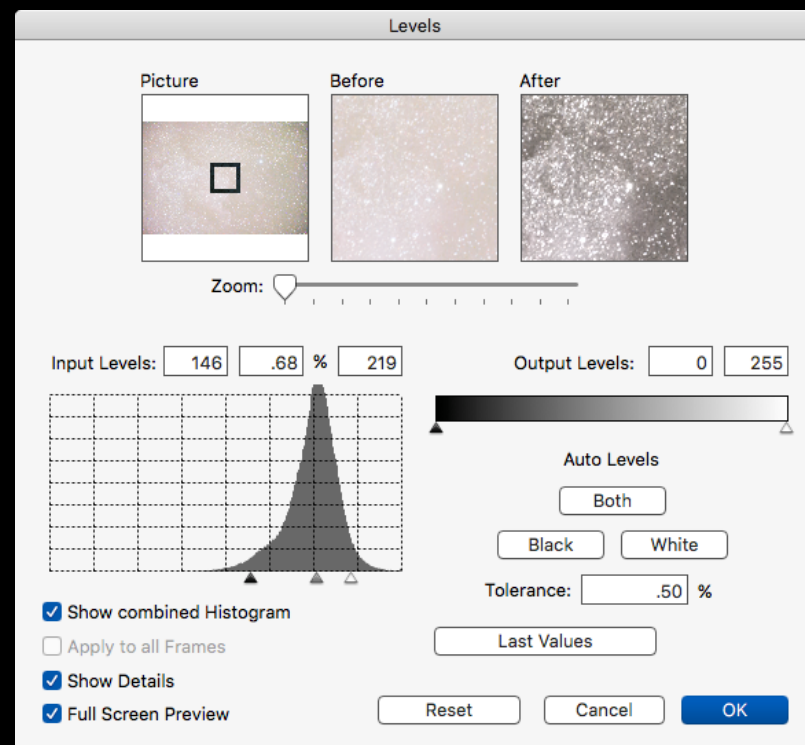 Levels
Picture Before After
Zoom:
Input Levels: 146 .68 % 219 Output Levels: 0 255
Auto Levels
Both
Black White
Tolerance: .50 %
Show combined Histogram
Apply to all Frames
Last Values
Show Details
Full Screen Preview
Reset Cancel OK